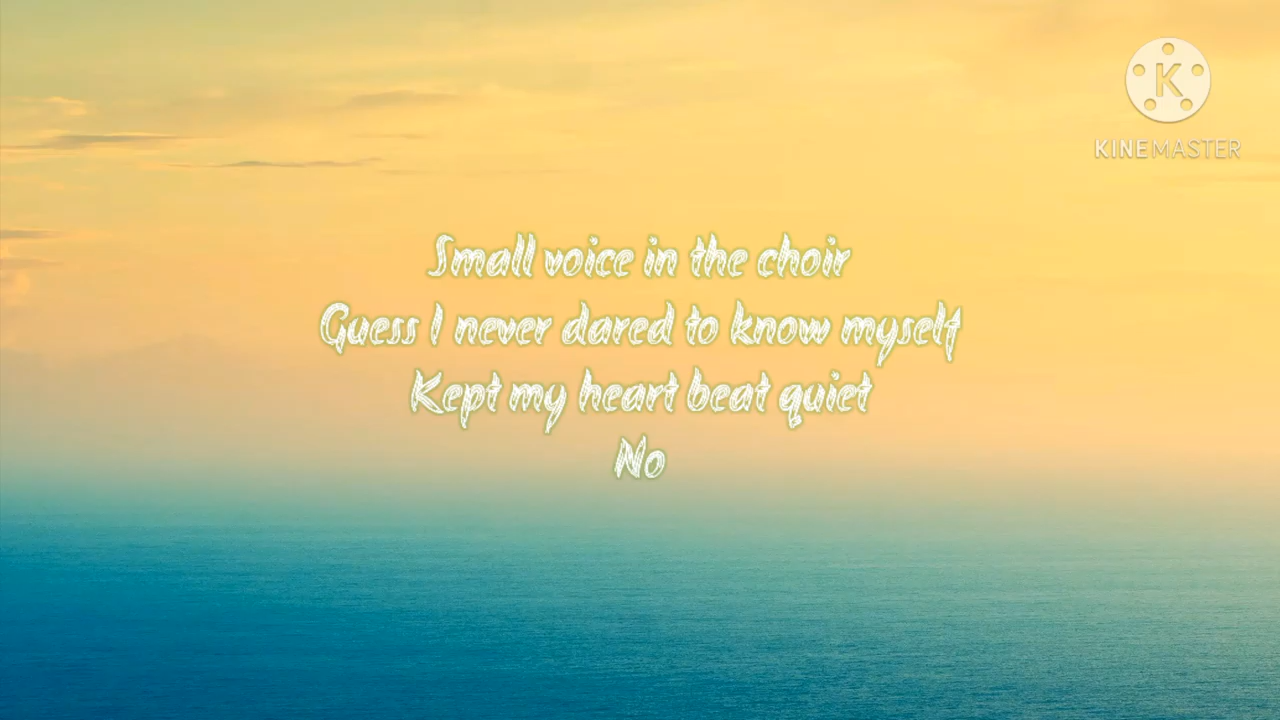 K
KINEMASTER
Small voice in the choir
Guess I never dared to know myself
Kept my heart beat quiet
No